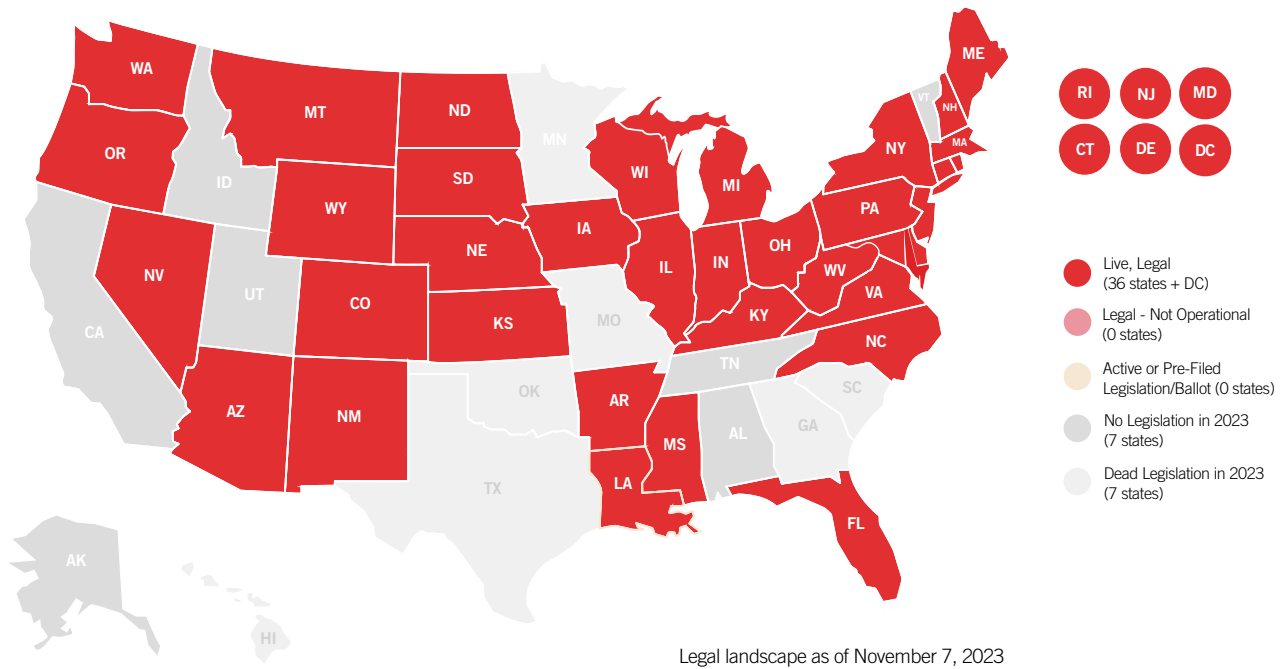 WA
MT
ND
MN
ME
VT
NH
RI
NJ
MD
OR
ID
SD
WI
MI
NY
MA
CT
DE
DC
WY
IA
PA
NV
UT
NE
IL
IN
OH
WV
VA
CA
CO
KS
MO
KY
NC
TN
AZ
NM
OK
AR
SC
MS
AL
GA
TX
LA
FL
AK
HI
Live, Legal
(36 states + DC)
Legal - Not Operational
(0 states)
Active or Pre-Filed
Legislation/Ballot (0 states)
No Legislation in 2023
(7 states)
Dead Legislation in 2023
(7 states)
Legal landscape as of November 7, 2023